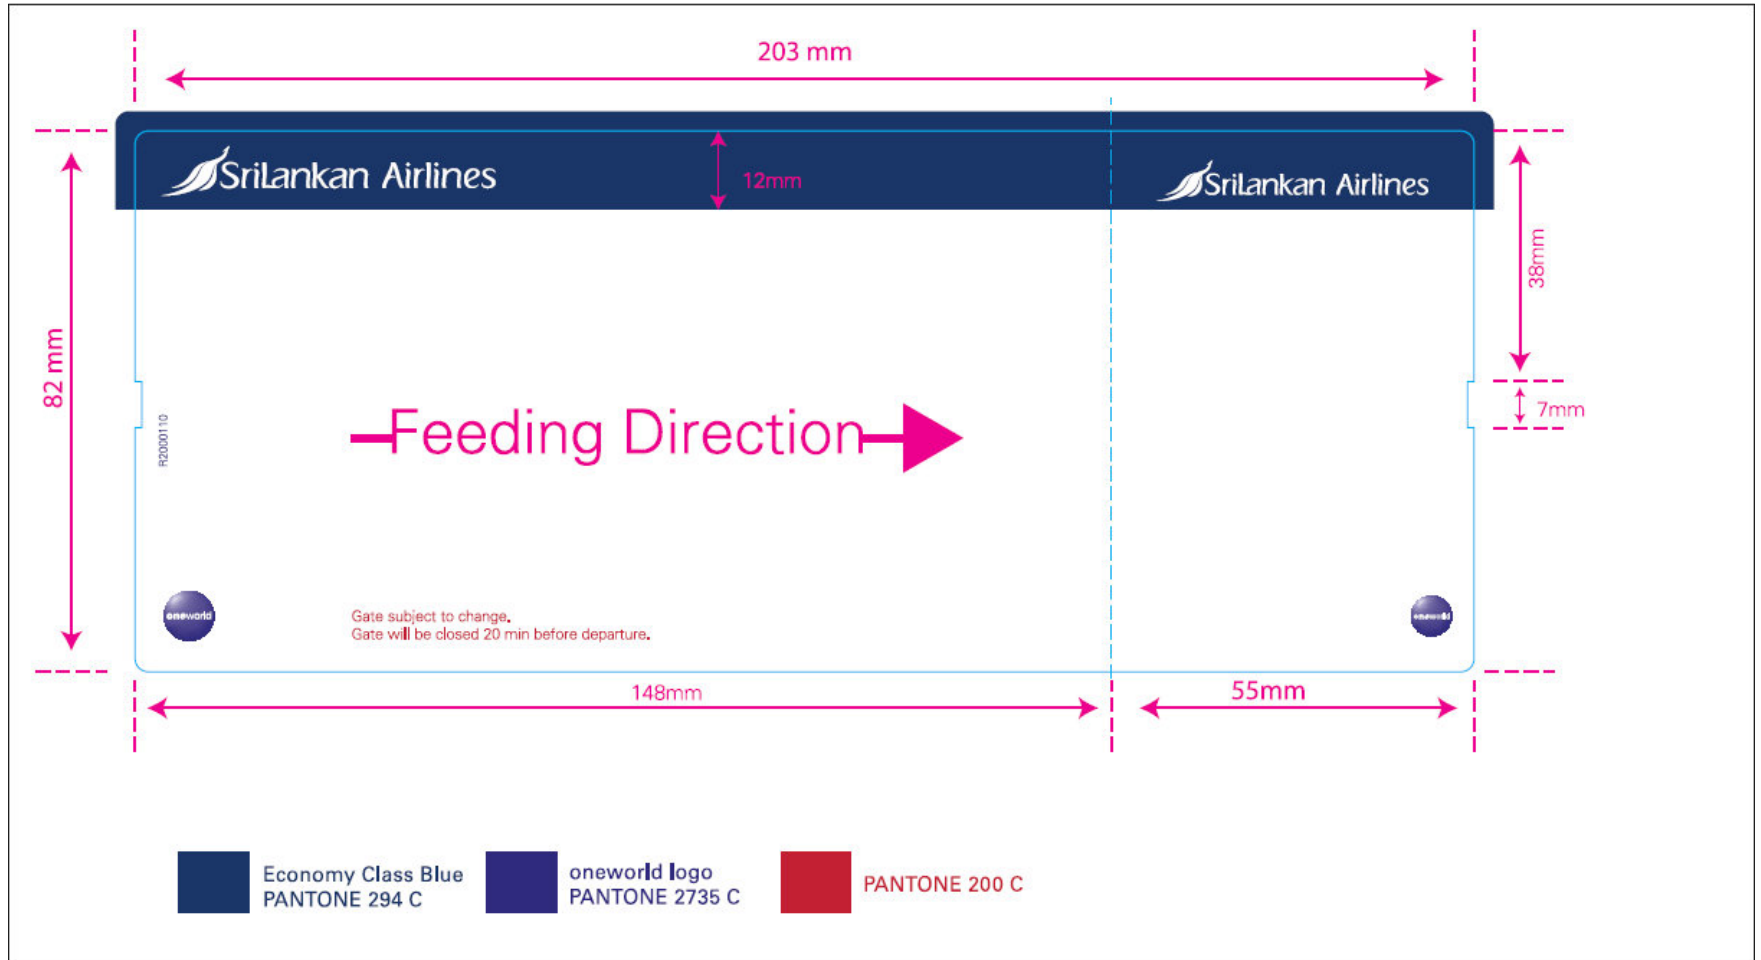 203 mm
SriLankan Airlines
12mm
SriLankan Airlines
38mm
82 mm
7mm
Feeding Direction
R2000110
oneworld
Gate subject to change.
Gate will be closed 20 min before departure.
oneworld
148mm
55mm
Economy Class Blue
PANTONE 294 C
oneworld logo
PANTONE 2735 C
PANTONE 200 C